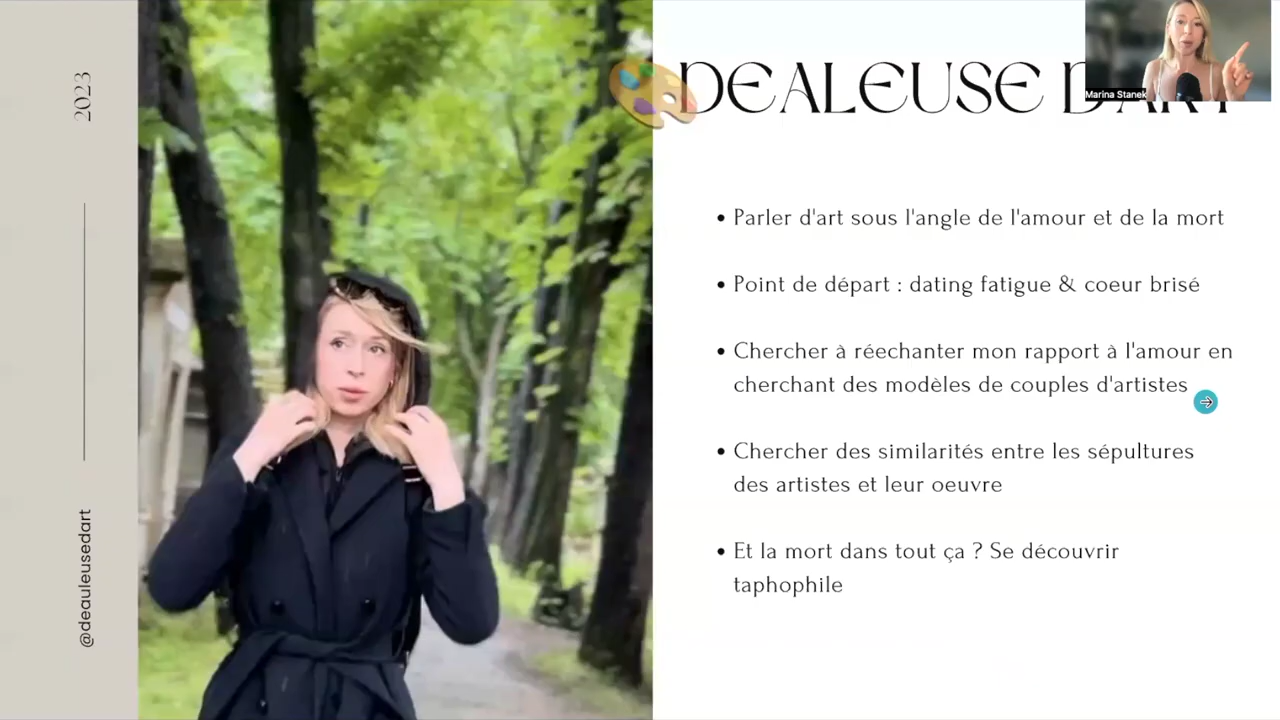 2023
@deauleusedart
DEALEUSE D'ART
Marina Stanek
• Parler d'art sous l'angle de l'amour et de la mort
• Point de départ : dating fatigue & coeur brisé
• Chercher à réechanter mon rapport à l'amour en
cherchant des modèles de couples d'artistes
• Chercher des similarités entre les sépultures
des artistes et leur oeuvre
• Et la mort dans tout ça ? Se découvrir
taphophile